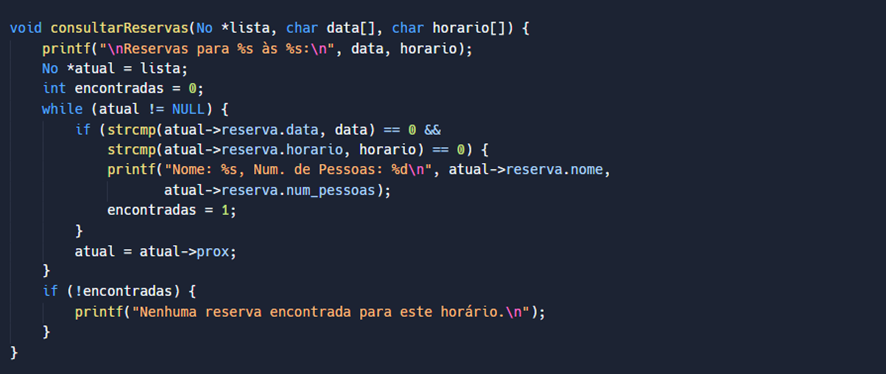 void consultarReservas(No *lista, char data[], char horario[]) {
    printf("\nReservas para %s às %s:\n", data, horario);
    No *atual = lista;
    int encontradas = 0;
    while (atual != NULL) {
        if (strcmp(atual->reserva.data, data) == 0 &&
            strcmp(atual->reserva.horario, horario) == 0) {
            printf("Nome: %s, Num. de Pessoas: %d\n", atual->reserva.nome,
                   atual->reserva.num_pessoas);
            encontradas = 1;
        }
        atual = atual->prox;
    }
    if (!encontradas) {
        printf("Nenhuma reserva encontrada para este horário.\n");
    }
}